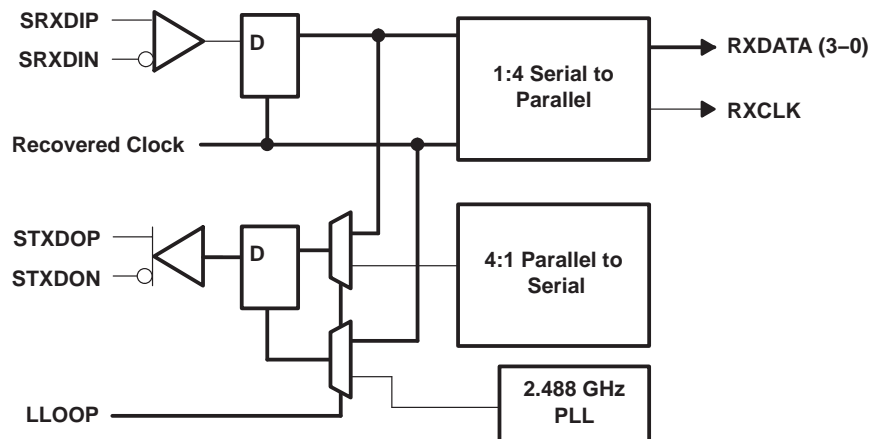 SRXDIP
SRXDIN
D
1:4 Serial to
Parallel
RXDATA (3–0)
RXCLK
Recovered Clock
STXDOP
STXDON
D
4:1 Parallel to
Serial
2.488 GHz
PLL
LLOOP